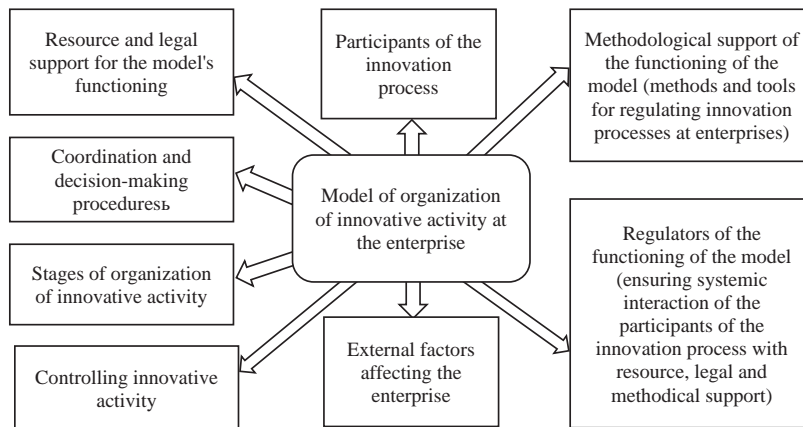 Resource and legal
support for the model's
functioning
Participants of the
innovation process
Methodological support of
the functioning of the
model (methods and tools
for regulating innovation
processes at enterprises)
Coordination and
decision-making
proceduresь
Model of organization
of innovative activity at
the enterprise
Stages of organization
of innovative activity
Regulators of the
functioning of the model
(ensuring systemic
interaction of the
participants of the
innovation process with
resource, legal and
methodical support)
Controlling innovative
activity
External factors
affecting the
enterprise